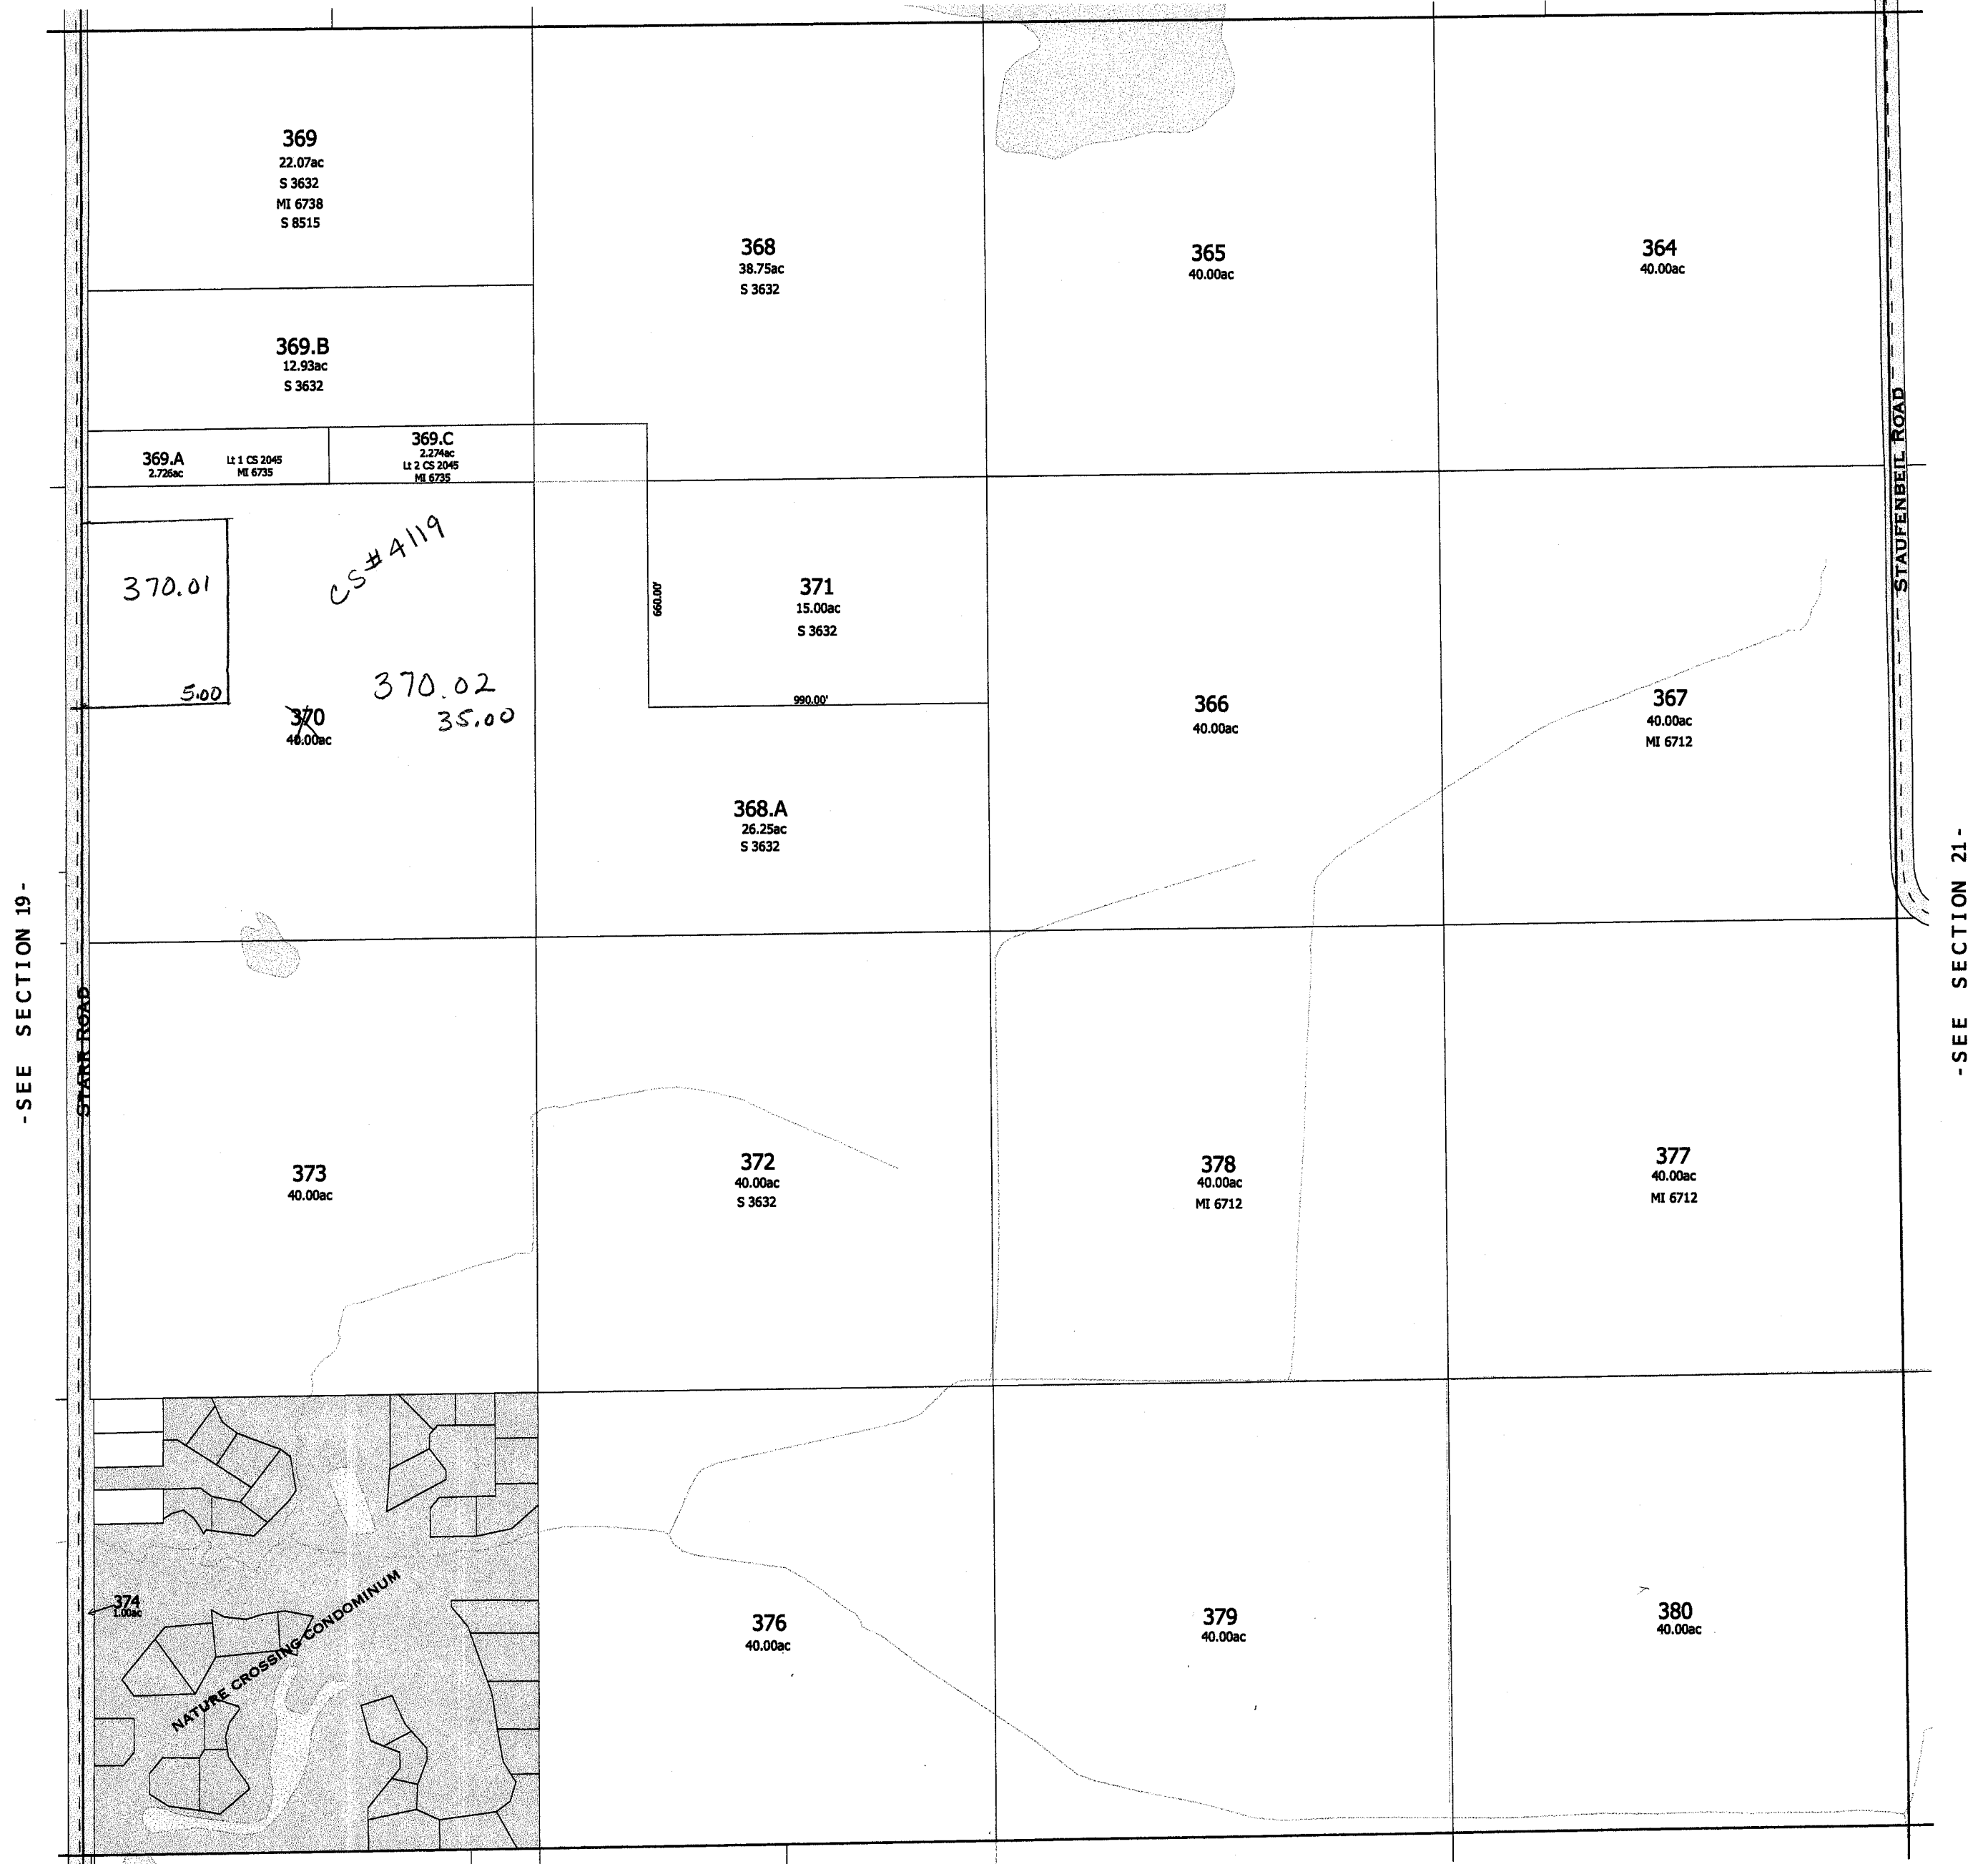 369
22.07ac
S 3632
MI 6738
S 8515
368
38.75ac
S 3632
365
40.00ac
364
40.00ac
369.B
12.93ac
S 3632
369.A
2.726ac
Lt 1 CS 2045
MI 6735
369.C
2.274ac
Lt 2 CS 2045
MI 6735
STAUFENBEIL ROAD
370.01
5.00
CS#4119
370.02
35.00
370
40.00ac
660.00'
371
15.00ac
S 3632
990.00'
366
40.00ac
367
40.00ac
MI 6712
368.A
26.25ac
S 3632
-SEE SECTION 19-
STARR ROAD
-SEE SECTION 21-
373
40.00ac
372
40.00ac
S 3632
378
40.00ac
MI 6712
377
40.00ac
MI 6712
374
1.00ac
NATURE CROSSING CONDOMINUM
376
40.00ac
379
40.00ac
380
40.00ac